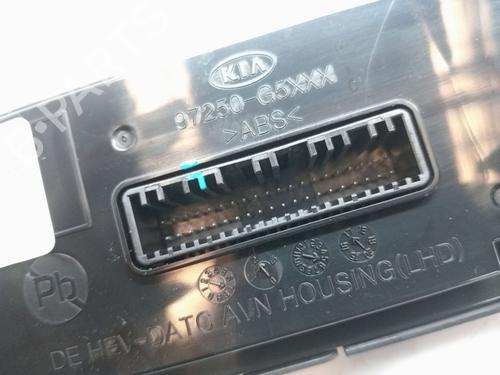 KIA
97250-G5XXX
>ABS<
Pb
DE HEV-DATC AVN HOUSING(LHD)